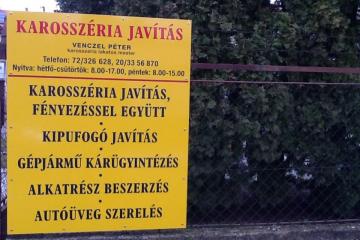 KAROSSZÉRIA JAVÍTÁS
VENCZEL PÉTER
karosszéria lakatos mester
Telefon: 72/326 628, 20/33 56 870
Nyitva: hétfő-csütörtök: 8.00-17.00, péntek: 8.00-15.00
KAROSSZÉRIA JAVÍTÁS,
FÉNYEZÉSSEL EGYÜTT
•
KIPUFOGÓ JAVÍTÁS
•
GÉPJÁRMŰ KÁRÜGYINTÉZÉS
•
ALKATRÉSZ BESZERZÉS
•
AUTÓÜVEG SZERELÉS